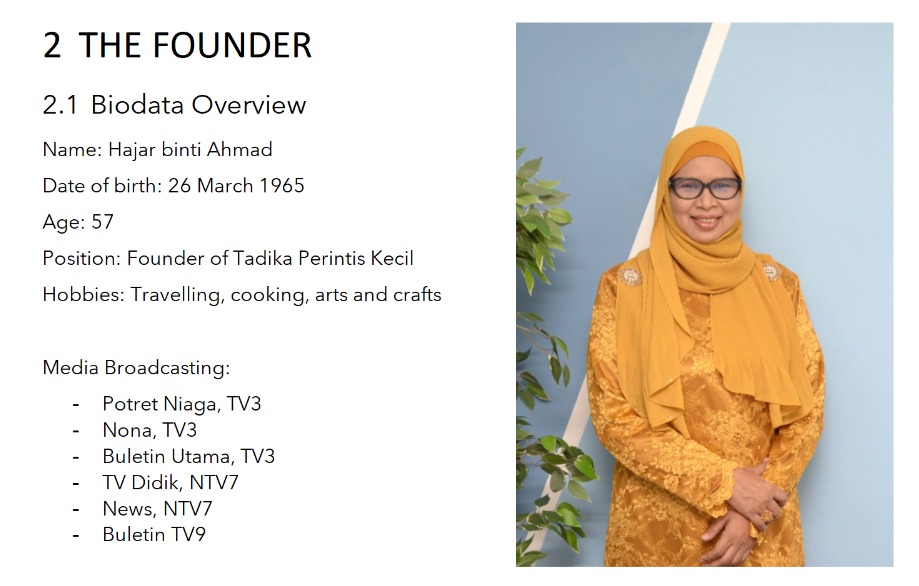 2 THE FOUNDER
2.1 Biodata Overview
Name: Hajar binti Ahmad
Date of birth: 26 March 1965
Age: 57
Position: Founder of Tadika Perintis Kecil
Hobbies: Travelling, cooking, arts and crafts
Media Broadcasting:
- Potret Niaga, TV3
- Nona, TV3
- Buletin Utama, TV3
- TV Didik, NTV7
- News, NTV7
- Buletin TV9